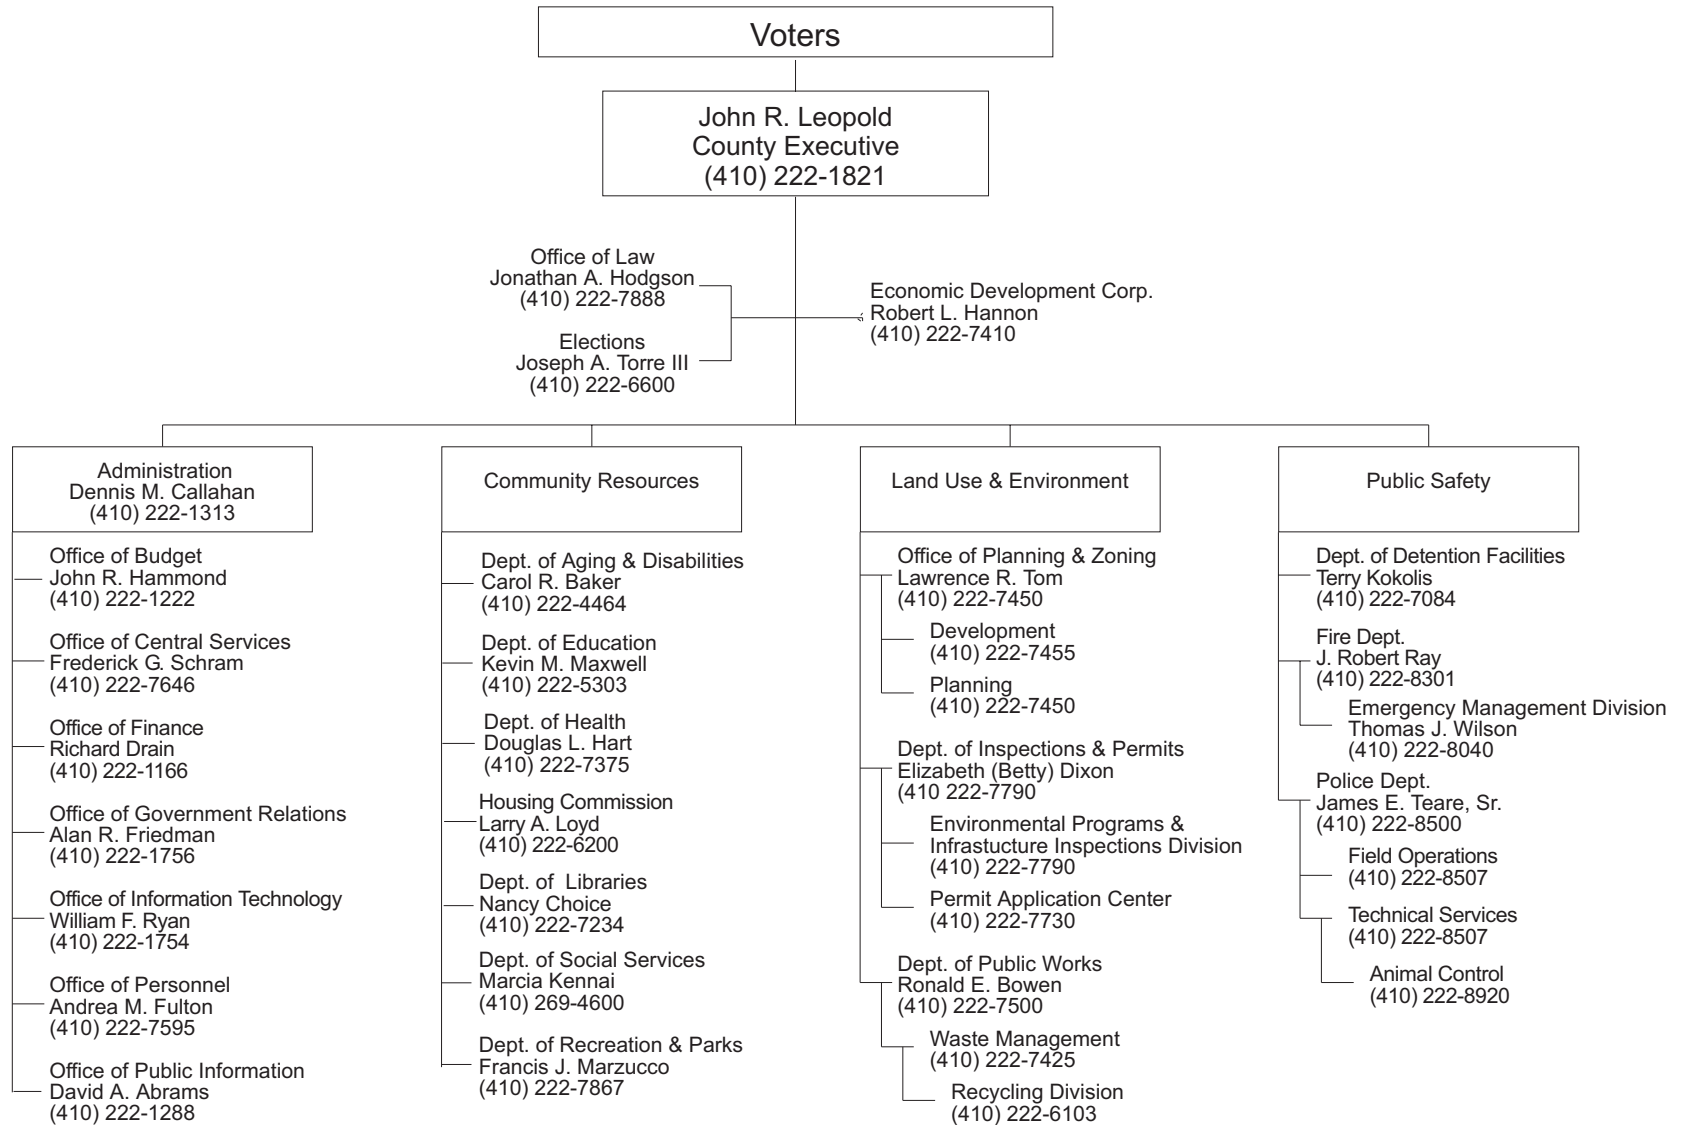 Voters
John R. Leopold
County Executive
(410) 222-1821
Office of Law
Jonathan A. Hodgson
(410) 222-7888
Elections
Joseph A. Torre III
(410) 222-6600
Economic Development Corp.
Robert L. Hannon
(410) 222-7410
Administration
Dennis M. Callahan
(410) 222-1313
Office of Budget
John R. Hammond
(410) 222-1222
Office of Central Services
Frederick G. Schram
(410) 222-7646
Office of Finance
Richard Drain
(410) 222-1166
Office of Government Relations
Alan R. Friedman
(410) 222-1756
Office of Information Technology
William F. Ryan
(410) 222-1754
Office of Personnel
Andrea M. Fulton
(410) 222-7595
Office of Public Information
David A. Abrams
(410) 222-1288
Community Resources
Dept. of Aging & Disabilities
Carol R. Baker
(410) 222-4464
Dept. of Education
Kevin M. Maxwell
(410) 222-5303
Dept. of Health
Douglas L. Hart
(410) 222-7375
Housing Commission
Larry A. Loyd
(410) 222-6200
Dept. of  Libraries
Nancy Choice
(410) 222-7234
Dept. of Social Services
Marcia Kennai
(410) 269-4600
Dept. of Recreation & Parks
Francis J. Marzucco
(410) 222-7867
Land Use & Environment
Office of Planning & Zoning
Lawrence R. Tom
(410) 222-7450
Development
(410) 222-7455
Planning
(410) 222-7450
Dept. of Inspections & Permits
Elizabeth (Betty) Dixon
(410 222-7790
Environmental Programs &
Infrastucture Inspections Division
(410) 222-7790
Permit Application Center
(410) 222-7730
Dept. of Public Works
Ronald E. Bowen
(410) 222-7500
Waste Management
(410) 222-7425
Recycling Division
(410) 222-6103
Public Safety
Dept. of Detention Facilities
Terry Kokolis
(410) 222-7084
Fire Dept.
J. Robert Ray
(410) 222-8301
Emergency Management Division
Thomas J. Wilson
(410) 222-8040
Police Dept.
James E. Teare, Sr.
(410) 222-8500
Field Operations
(410) 222-8507
Technical Services
(410) 222-8507
Animal Control
(410) 222-8920